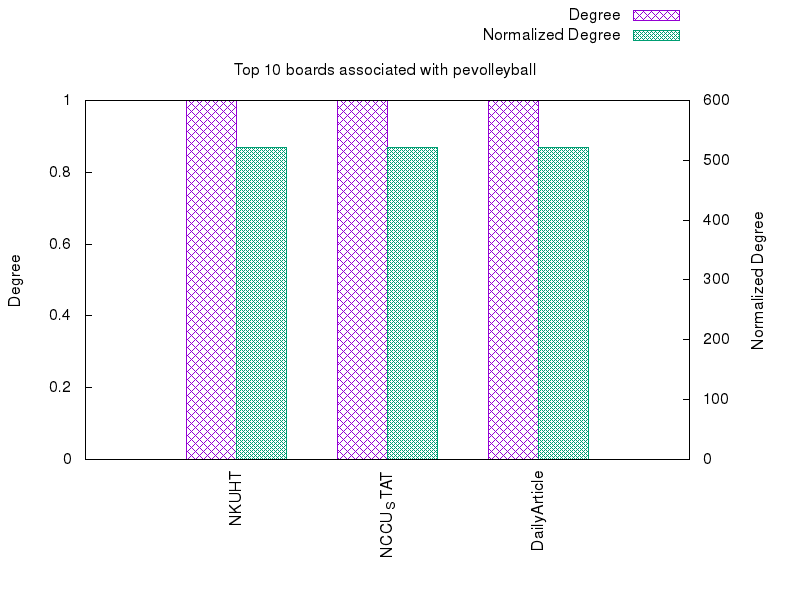 Degree
Normalized Degree
Top 10 boards associated with pevolleyball
1
0.8
0.6
0.4
0.2
0
600
500
400
300
200
100
0
Degree
Normalized Degree
NKUHT
NCCUSTAT
DailyArticle